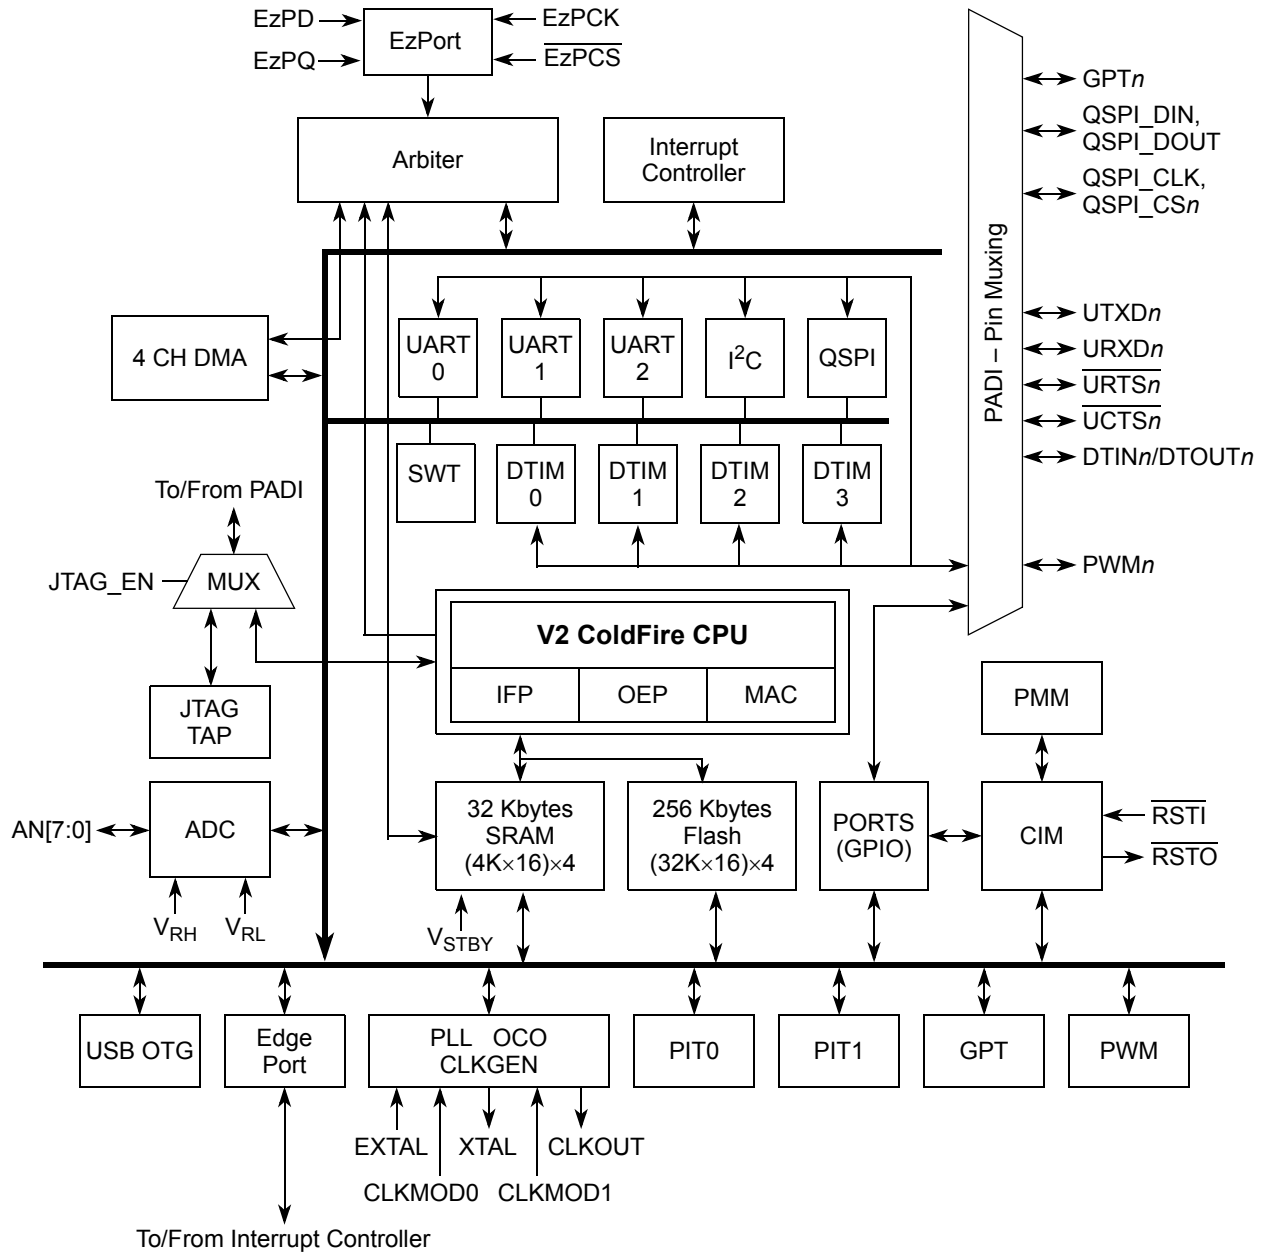 EzPD
EzPCK
EzPort
EzPQ
EzPCS
Arbiter
Interrupt
Controller
GPTn
QSPI_DIN,
QSPI_DOUT
QSPI_CLK,
QSPI_CSn
PADI – Pin Muxing
UTXDn
URXDn
URTSn
UCTSn
DTINn/DTOUTn
PWMn
4 CH DMA
UART
0
UART
1
UART
2
I²C
QSPI
SWT
DTIM
0
DTIM
1
DTIM
2
DTIM
3
To/From PADI
JTAG_EN
MUX
JTAG
TAP
V2 ColdFire CPU
IFP
OEP
MAC
PMM
AN[7:0]
ADC
VRH
VRL
32 Kbytes
SRAM
(4K×16)×4
VSTBY
256 Kbytes
Flash
(32K×16)×4
PORTS
(GPIO)
CIM
RSTI
RSTO
USB OTG
Edge
Port
PLL OCO
CLKGEN
PIT0
PIT1
GPT
PWM
EXTAL
XTAL
CLKOUT
CLKMOD0
CLKMOD1
To/From Interrupt Controller